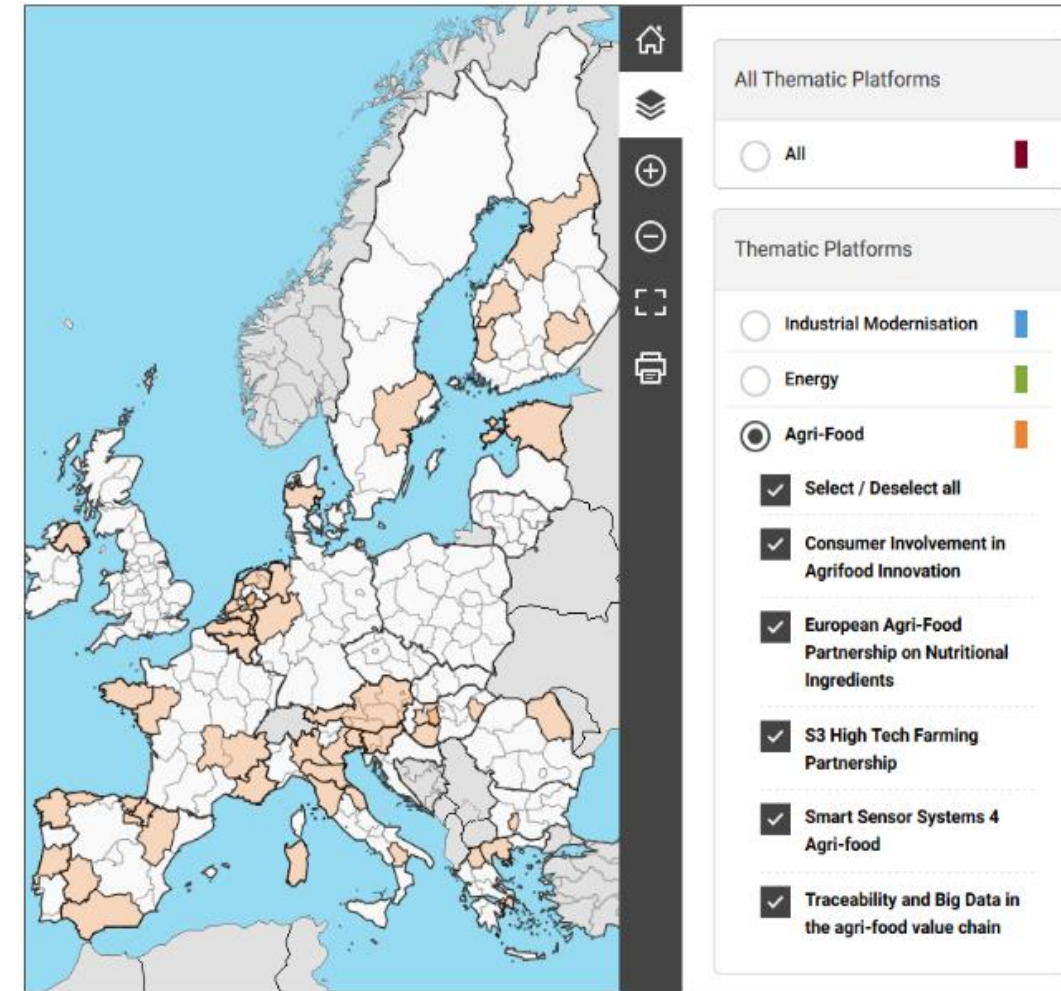 All Thematic Platforms
All
Thematic Platforms
Industrial Modernisation
Energy
Agri-Food
Select / Deselect all
Consumer Involvement in
Agrifood Innovation
European Agri-Food
Partnership on Nutritional
Ingredients
S3 High Tech Farming
Partnership
Smart Sensor Systems 4
Agri-food
Traceability and Big Data in
the agri-food value chain